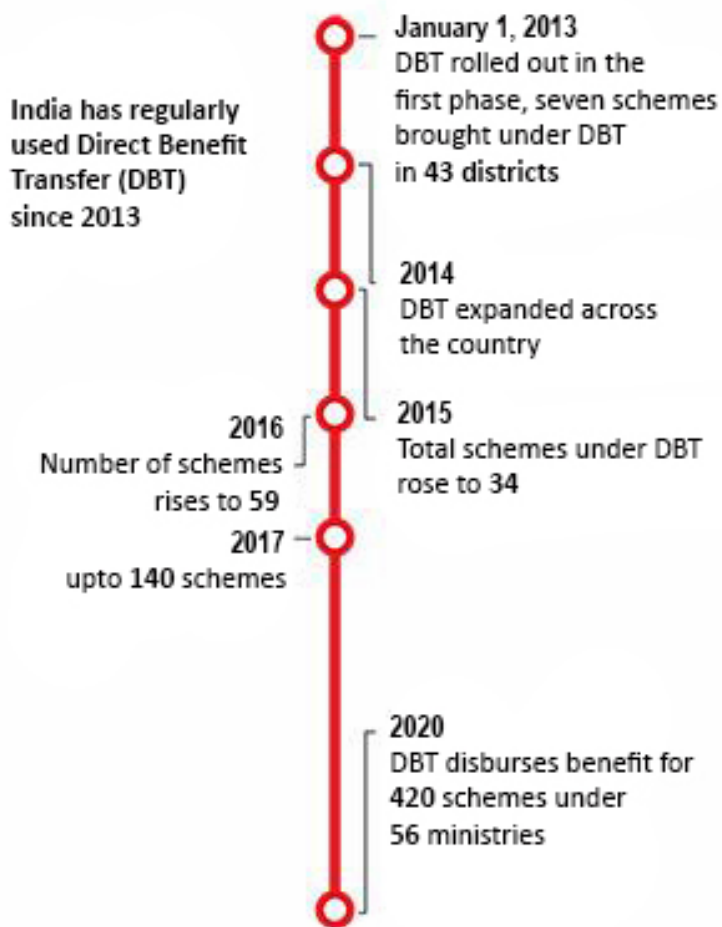 India has regularly
used Direct Benefit
Transfer (DBT)
since 2013
January 1, 2013
DBT rolled out in the
first phase, seven schemes
brought under DBT
in 43 districts
2014
DBT expanded across
the country
2015
Total schemes under DBT
rose to 34
2016
Number of schemes
rises to 59
2017
upto 140 schemes
2020
DBT disburses benefit for
420 schemes under
56 ministries